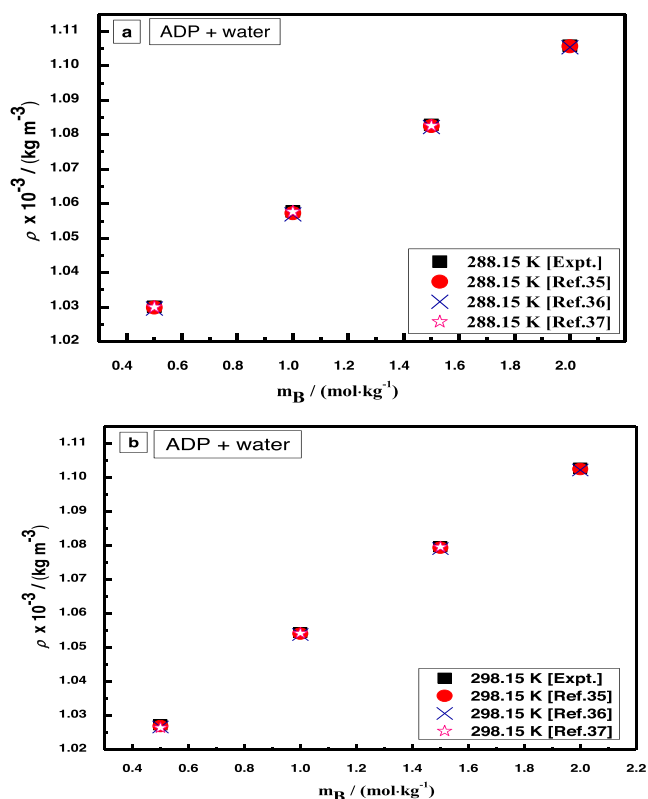 a ADP + water
ρ x 10⁻³ / (kg m⁻³)
1.11
1.10
1.09
1.08
1.07
1.06
1.05
1.04
1.03
1.02
288.15 K [Expt.]
288.15 K [Ref.35]
288.15 K [Ref.36]
288.15 K [Ref.37]
0.4 0.6 0.8 1.0 1.2 1.4 1.6 1.8 2.0
m_B / (mol·kg⁻¹)
b ADP + water
ρ x 10⁻³ / (kg m⁻³)
1.11
1.10
1.09
1.08
1.07
1.06
1.05
1.04
1.03
1.02
298.15 K [Expt.]
298.15 K [Ref.35]
298.15 K [Ref.36]
298.15 K [Ref.37]
0.4 0.6 0.8 1.0 1.2 1.4 1.6 1.8 2.0 2.2
m_B / (mol·kg⁻¹)